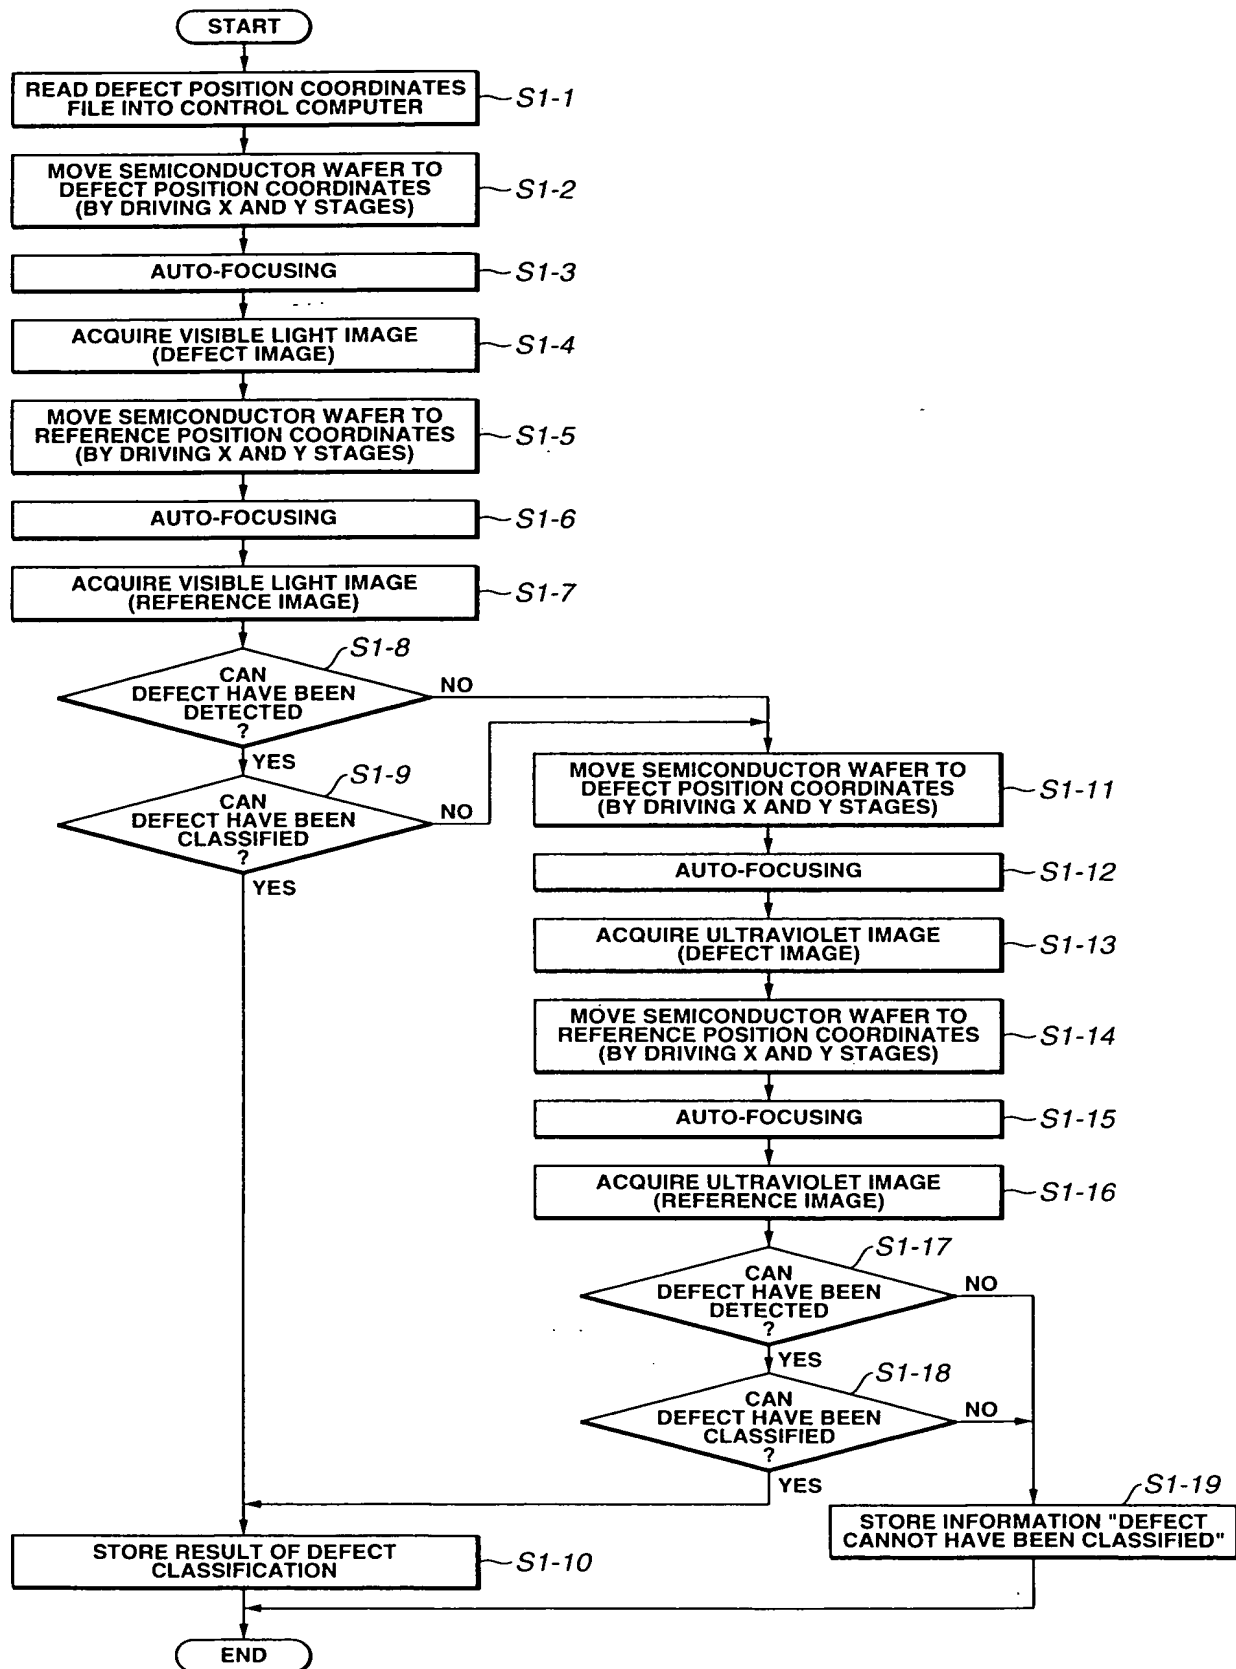 START
READ DEFECT POSITION COORDINATES
FILE INTO CONTROL COMPUTER
S1-1
MOVE SEMICONDUCTOR WAFER TO
DEFECT POSITION COORDINATES
(BY DRIVING X AND Y STAGES)
S1-2
AUTO-FOCUSING
S1-3
ACQUIRE VISIBLE LIGHT IMAGE
(DEFECT IMAGE)
S1-4
MOVE SEMICONDUCTOR WAFER TO
REFERENCE POSITION COORDINATES
(BY DRIVING X AND Y STAGES)
S1-5
AUTO-FOCUSING
S1-6
ACQUIRE VISIBLE LIGHT IMAGE
(REFERENCE IMAGE)
S1-7
S1-8
CAN
DEFECT HAVE BEEN
DETECTED
?
NO
YES
S1-9
CAN
DEFECT HAVE BEEN
CLASSIFIED
?
NO
YES
MOVE SEMICONDUCTOR WAFER TO
DEFECT POSITION COORDINATES
(BY DRIVING X AND Y STAGES)
S1-11
AUTO-FOCUSING
S1-12
ACQUIRE ULTRAVIOLET IMAGE
(DEFECT IMAGE)
S1-13
MOVE SEMICONDUCTOR WAFER TO
REFERENCE POSITION COORDINATES
(BY DRIVING X AND Y STAGES)
S1-14
AUTO-FOCUSING
S1-15
ACQUIRE ULTRAVIOLET IMAGE
(REFERENCE IMAGE)
S1-16
S1-17
CAN
DEFECT HAVE BEEN
DETECTED
?
NO
YES
S1-18
CAN
DEFECT HAVE BEEN
CLASSIFIED
?
NO
YES
S1-19
STORE INFORMATION "DEFECT
CANNOT HAVE BEEN CLASSIFIED"
STORE RESULT OF DEFECT
CLASSIFICATION
S1-10
END